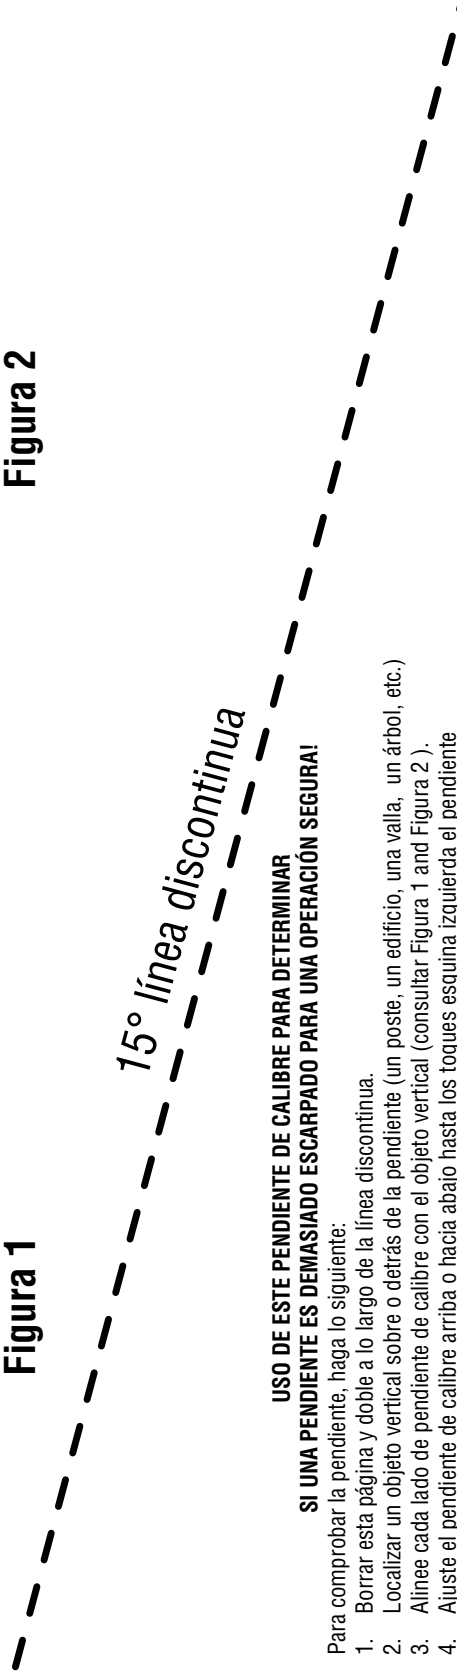 Figura 1
Figura 2
15° línea discontinua
USO DE ESTE PENDIENTE DE CALIBRE PARA DETERMINAR
SI UNA PENDIENTE ES DEMASIADO ESCARPADO PARA UNA OPERACIÓN SEGURA!
Para comprobar la pendiente, haga lo siguiente:
1. Borrar esta página y doble a lo largo de la línea discontinua.
2. Localizar un objeto vertical sobre o detrás de la pendiente (un poste, un edificio, una valla, un árbol, etc.)
3. Alinee cada lado de pendiente de calibre con el objeto vertical (consultar Figura 1 and Figura 2 ).
4. Ajuste el pendiente de calibre arriba o hacia abajo hasta los toques esquina izquierda el pendiente